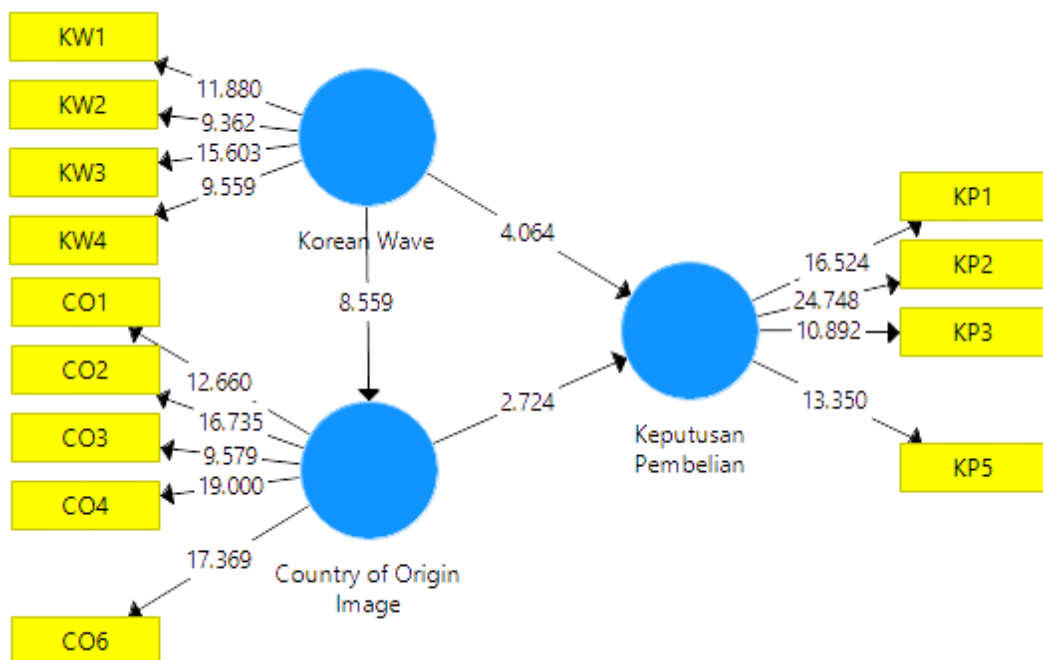 KW1
11.880
KW2
9.362
KW3
15.603
KW4
9.559
Korean Wave
4.064
8.559
CO1
12.660
CO2
16.735
CO3
9.579
CO4
19.000
17.369
CO6
Country of Origin
Image
2.724
Keputusan
Pembelian
KP1
16.524
KP2
24.748
KP3
10.892
13.350
KP5